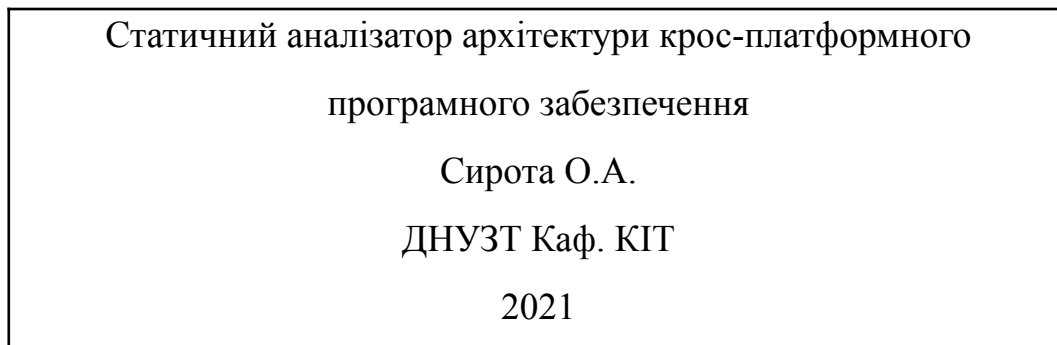 Статичний аналізатор архітектури крос-платформного
програмного забезпечення
Сирота О.А.
ДНУЗТ Каф. КІТ
2021